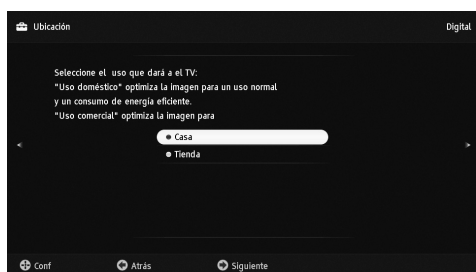 Ubicación
Digital
Seleccione el uso que dará a el TV:
"Uso doméstico" optimiza la imagen para un uso normal
y un consumo de energía eficiente.
"Uso comercial" optimiza la imagen para
Casa
Tienda
Conf
Atrás
Siguiente